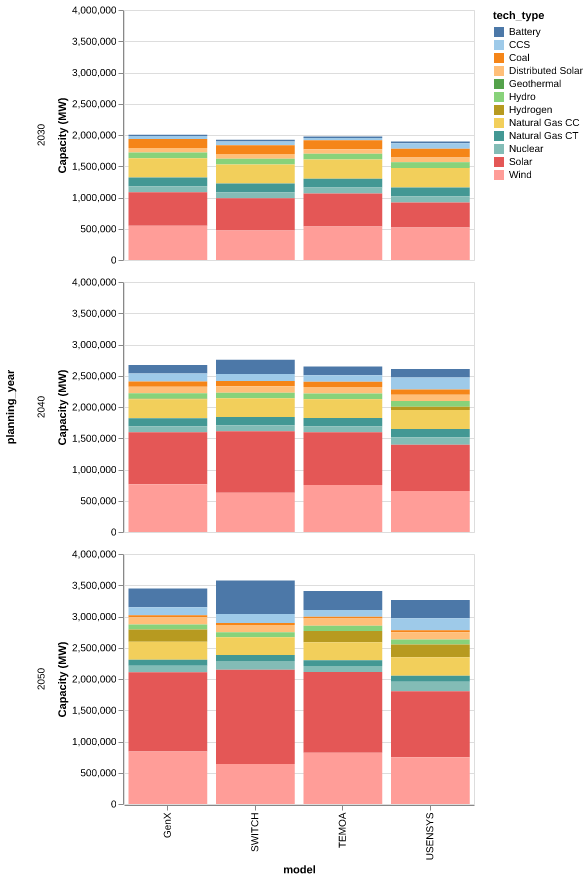 tech_type
Battery
CCS
Coal
Distributed Solar
Geothermal
Hydro
Hydrogen
Natural Gas CC
Natural Gas CT
Nuclear
Solar
Wind
planning_year
2030
Capacity (MW)
4,000,000
3,500,000
3,000,000
2,500,000
2,000,000
1,500,000
1,000,000
500,000
0
2040
Capacity (MW)
4,000,000
3,500,000
3,000,000
2,500,000
2,000,000
1,500,000
1,000,000
500,000
0
2050
Capacity (MW)
4,000,000
3,500,000
3,000,000
2,500,000
2,000,000
1,500,000
1,000,000
500,000
0
GenX
SWITCH
TEMOA
USENSYS
model